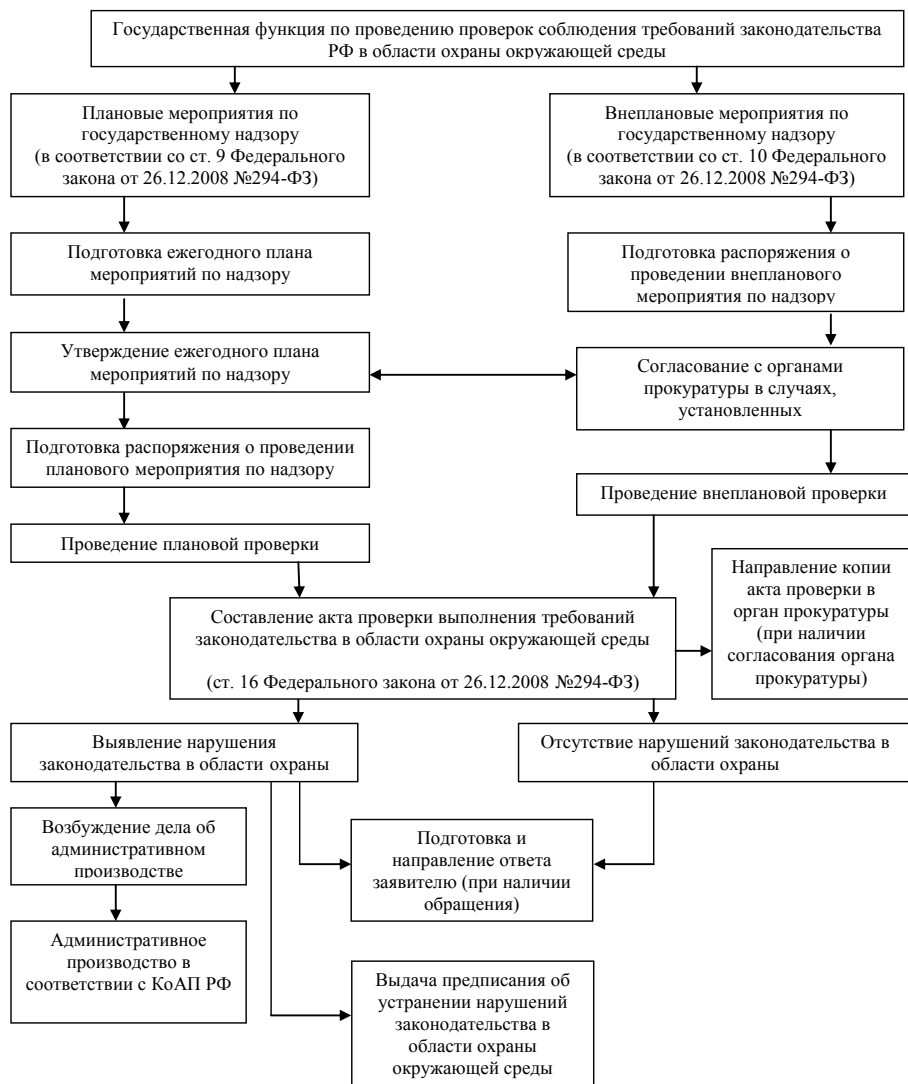 Государственная функция по проведению проверок соблюдения требований законодательства
РФ в области охраны окружающей среды
Плановые мероприятия по
государственному надзору
(в соответствии со ст. 9 Федерального
закона от 26.12.2008 №294-ФЗ)
Внеплановые мероприятия по
государственному надзору
(в соответствии со ст. 10 Федерального
закона от 26.12.2008 №294-ФЗ)
Подготовка ежегодного плана
мероприятий по надзору
Подготовка распоряжения о
проведении внепланового
мероприятия по надзору
Утверждение ежегодного плана
мероприятий по надзору
Согласование с органами
прокуратуры в случаях,
установленных
Подготовка распоряжения о проведении
планового мероприятия по надзору
Проведение внеплановой проверки
Проведение плановой проверки
Направление копии
акта проверки в
орган прокуратуры
(при наличии
согласования органа
прокуратуры)
Составление акта проверки выполнения требований
законодательства в области охраны окружающей среды
(ст. 16 Федерального закона от 26.12.2008 №294-ФЗ)
Выявление нарушения
законодательства в области охраны
Отсутствие нарушений законодательства в
области охраны
Возбуждение дела об
административном
производстве
Подготовка и
направление ответа
заявителю (при наличии
обращения)
Административное
производство в
соответствии с КоАП РФ
Выдача предписания об
устранении нарушений
законодательства в
области охраны
окружающей среды